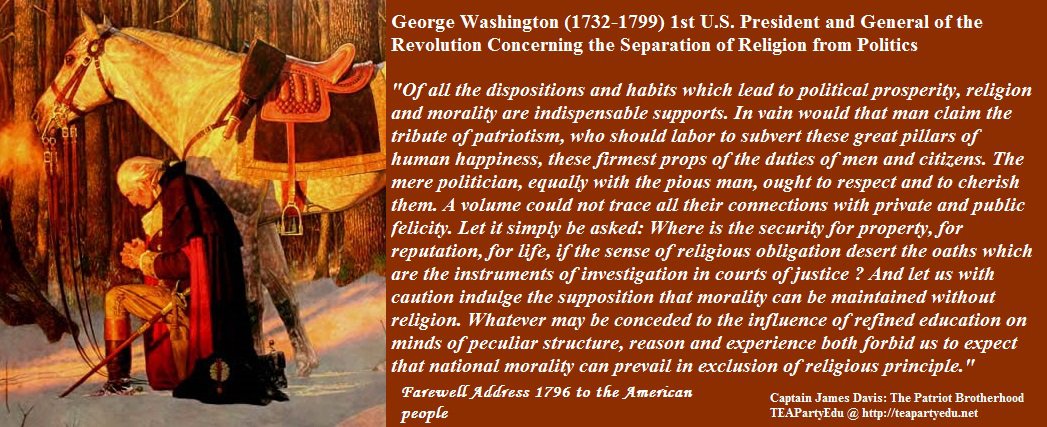 George Washington (1732-1799) 1st U.S. President and General of the
Revolution Concerning the Separation of Religion from Politics
"Of all the dispositions and habits which lead to political prosperity, religion
and morality are indispensable supports. In vain would that man claim the
tribute of patriotism, who should labor to subvert these great pillars of
human happiness, these firmest props of the duties of men and citizens. The
mere politician, equally with the pious man, ought to respect and to cherish
them. A volume could not trace all their connections with private and public
felicity. Let it simply be asked: Where is the security for property, for
reputation, for life, if the sense of religious obligation desert the oaths which
are the instruments of investigation in courts of justice ? And let us with
caution indulge the supposition that morality can be maintained without
religion. Whatever may be conceded to the influence of refined education on
minds of peculiar structure, reason and experience both forbid us to expect
that national morality can prevail in exclusion of religious principle."
Farewell Address 1796 to the American
people
Captain James Davis: The Patriot Brotherhood
TEAPartyEdu @ http://teapartyedu.net